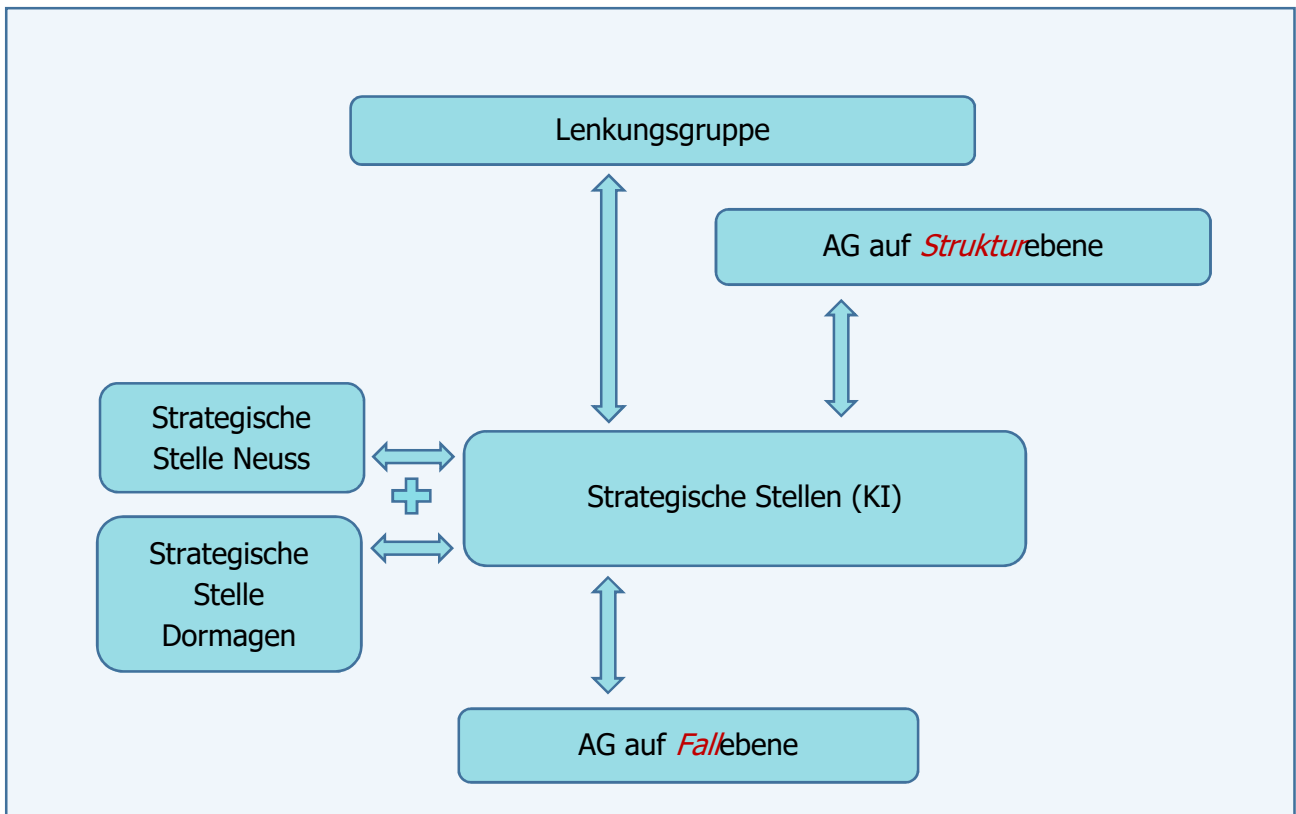 Lenkungsgruppe
AG auf Strukturebene
Strategische
Stelle Neuss
Strategische Stellen (KI)
Strategische
Stelle
Dormagen
AG auf Fallebene